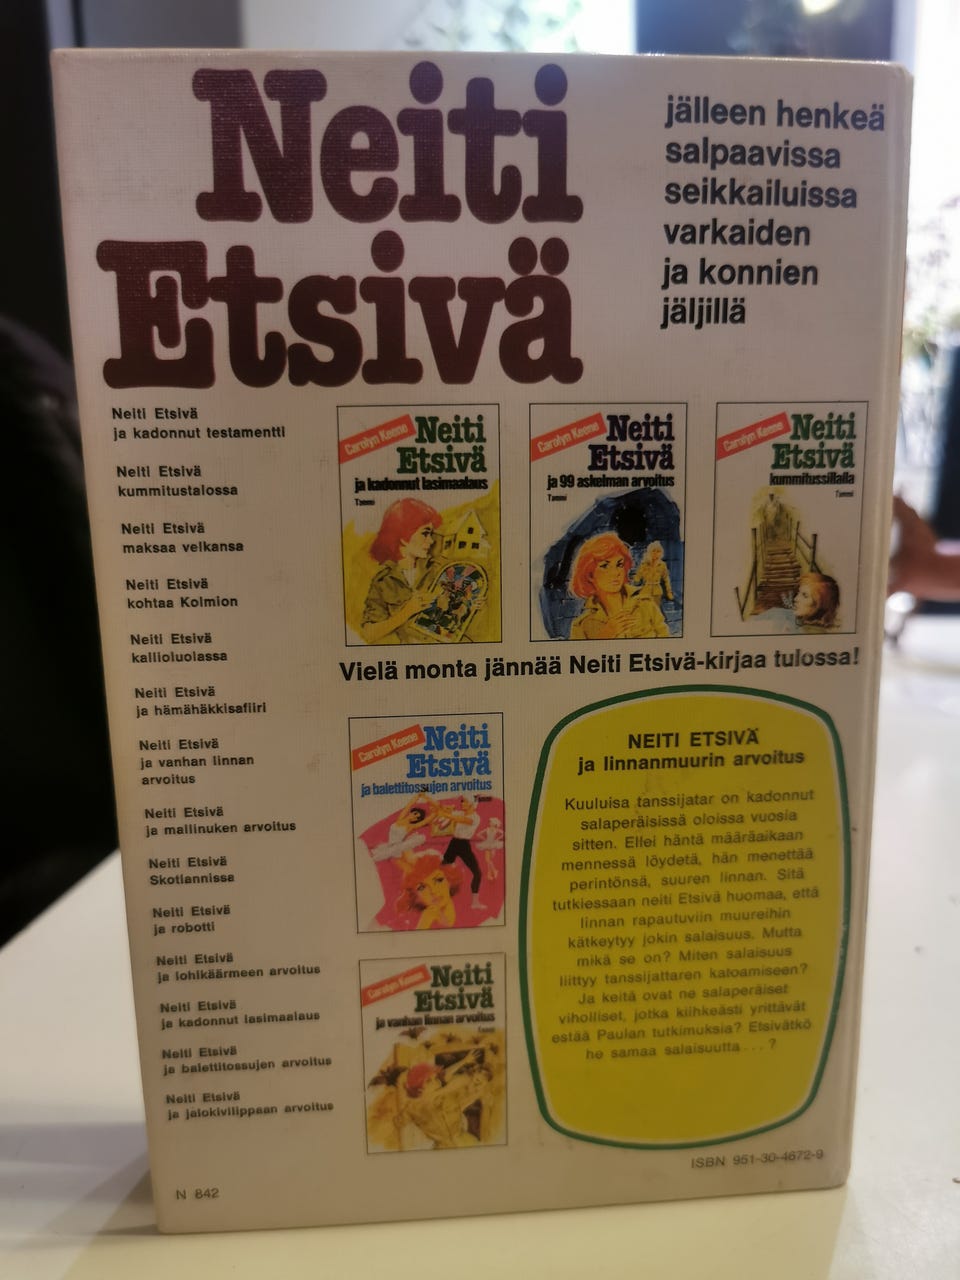 Neiti
Etsivä
jälleen henkeä
salpaavissa
seikkailuissa
varkaiden
ja konnien
jäljillä
Neiti Etsivä
ja kadonnut testamentti
Neiti Etsivä
kummitustalossa
Neiti Etsivä
maksaa velkansa
Neiti Etsivä
kohtaa Kolmion
Neiti Etsivä
kallioluolassa
Neiti Etsivä
ja hämähäkkisafiiri
Neiti Etsivä
ja vanhan linnan
arvoitus
Neiti Etsivä
ja mallinuken arvoitus
Neiti Etsivä
Skotlannissa
Neiti Etsivä
ja robotti
Neiti Etsivä
ja lohikäärmeen arvoitus
Neiti Etsivä
ja kadonnut lasimaalaus
Neiti Etsivä
ja balettitossujen arvoitus
Neiti Etsivä
ja jalokivilippaan arvoitus
Carolyn Keene
Neiti
Etsivä
ja kadonnut lasimaalaus
Tammi
Carolyn Keene
Neiti
Etsivä
ja 99 askelman arvoitus
Tammi
Carolyn Keene
Neiti
Etsivä
kummitussillalla
Tammi
Vielä monta jännää Neiti Etsivä-kirjaa tulossa!
Carolyn Keene
Neiti
Etsivä
ja balettitossujen arvoitus
Tammi
Carolyn Keene
Neiti
Etsivä
ja vanhan linnan arvoitus
Tammi
NEITI ETSIVÄ
ja linnanmuurin arvoitus
Kuuluisa tanssijatar on kadonnut
salaperäisissä oloissa vuosia
sitten. Ellei häntä määräaikaan
mennessä löydetä, hän menettää
perintönsä, suuren linnan. Sitä
tutkiessaan neiti Etsivä huomaa, että
linnan rapautuviin muureihin
kätkeytyy jokin salaisuus. Mutta
mikä se on? Miten salaisuus
liittyy tanssijattaren katoamiseen?
Ja keitä ovat ne salaperäiset
viholliset, jotka kiihkeästi yrittävät
estää Paulan tutkimuksia? Etsivätkö
he samaa salaisuutta . . . ?
ISBN 951-30-4672-9
N 842